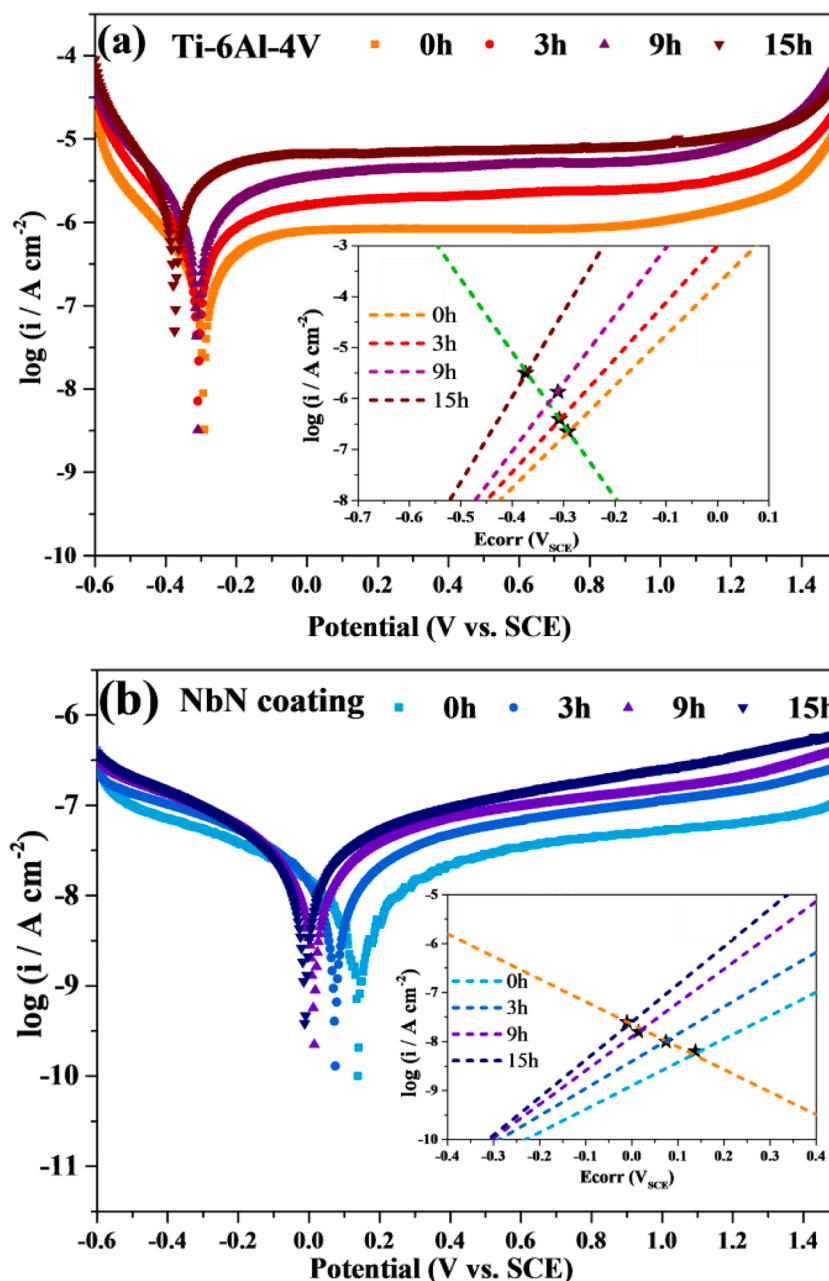 (a) Ti-6Al-4V 0h 3h 9h 15h
-4
-5
-6
-7
-8
-9
-10
log (i / A cm⁻²)
-0.6 -0.4 -0.2 0.0 0.2 0.4 0.6 0.8 1.0 1.2 1.4
Potential (V vs. SCE)
-3
-4
-5
-6
-7
-8
log (i / A cm⁻²)
0h
3h
9h
15h
-0.7 -0.6 -0.5 -0.4 -0.3 -0.2 -0.1 0.0 0.1
Ecorr (V_SCE)
(b) NbN coating 0h 3h 9h 15h
-6
-7
-8
-9
-10
-11
log (i / A cm⁻²)
-0.6 -0.4 -0.2 0.0 0.2 0.4 0.6 0.8 1.0 1.2 1.4
Potential (V vs. SCE)
-5
-6
-7
-8
-9
-10
log (i / A cm⁻²)
0h
3h
9h
15h
-0.4 -0.3 -0.2 -0.1 0.0 0.1 0.2 0.3 0.4
Ecorr (V_SCE)